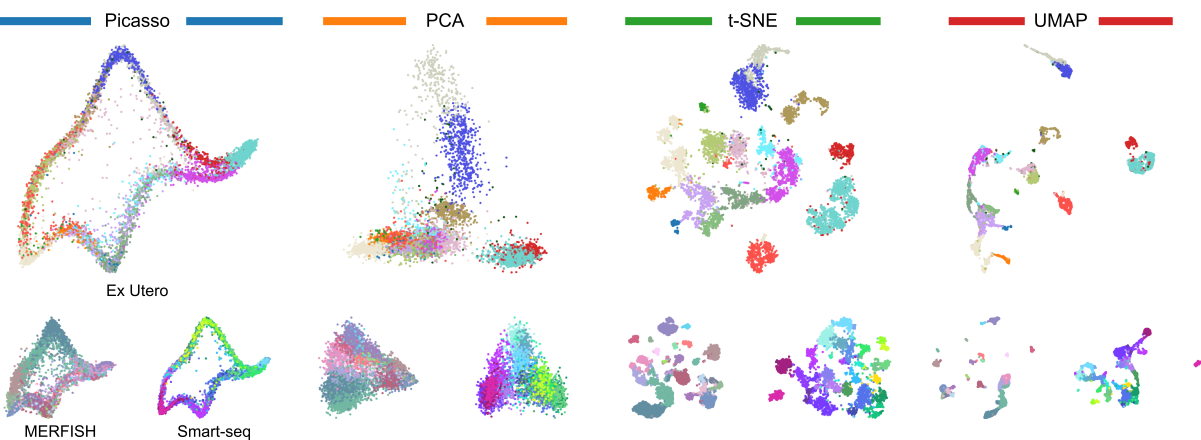 Picasso
PCA
t-SNE
UMAP
Ex Utero
MERFISH
Smart-seq